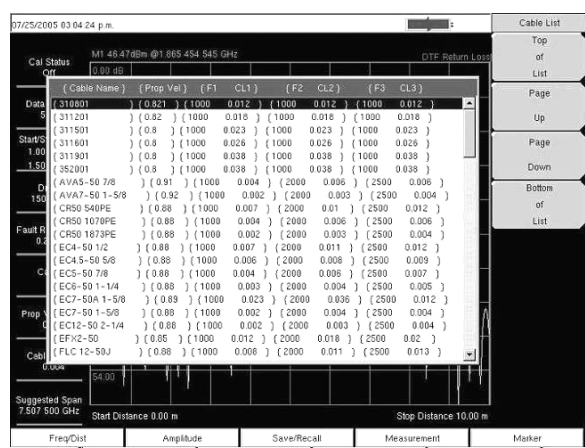 07/25/2005 03:04:24 p.m.
Cable List
M1 46.47dBm @1.865 454 545 GHz
DTF Return Loss
Cal Status
Off
0.00 dB
Top
of
List
Page
Up
Page
Down
Bottom
of
List
{ Cable Name } { Prop Vel } { F1 CL1 } { F2 CL2 } { F3 CL3 }
{ 310801 } { 0.821 } { 1000 0.012 } { 1000 0.012 } { 1000 0.012 }
{ 311201 } { 0.82 } { 1000 0.018 } { 1000 0.018 } { 1000 0.018 }
{ 311501 } { 0.8 } { 1000 0.023 } { 1000 0.023 } { 1000 0.023 }
{ 311601 } { 0.8 } { 1000 0.026 } { 1000 0.026 } { 1000 0.026 }
{ 311901 } { 0.8 } { 1000 0.038 } { 1000 0.038 } { 1000 0.038 }
{ 352001 } { 0.8 } { 1000 0.038 } { 1000 0.038 } { 1000 0.038 }
{ AVA5-50 7/8 } { 0.91 } { 1000 0.004 } { 2000 0.006 } { 2500 0.006 }
{ AVA7-50 1-5/8 } { 0.92 } { 1000 0.002 } { 2000 0.003 } { 2500 0.004 }
{ CR50 540PE } { 0.88 } { 1000 0.007 } { 2000 0.01 } { 2500 0.012 }
{ CR50 1070PE } { 0.88 } { 1000 0.004 } { 2000 0.006 } { 2500 0.006 }
{ CR50 1873PE } { 0.88 } { 1000 0.002 } { 2000 0.003 } { 2500 0.004 }
{ EC4-50 1/2 } { 0.88 } { 1000 0.007 } { 2000 0.011 } { 2500 0.012 }
{ EC4.5-50 5/8 } { 0.88 } { 1000 0.006 } { 2000 0.008 } { 2500 0.009 }
{ EC5-50 7/8 } { 0.88 } { 1000 0.004 } { 2000 0.006 } { 2500 0.007 }
{ EC6-50 1-1/4 } { 0.88 } { 1000 0.003 } { 2000 0.004 } { 2500 0.005 }
{ EC7-50A 1-5/8 } { 0.89 } { 1000 0.023 } { 2000 0.036 } { 2500 0.012 }
{ EC7-50 1-5/8 } { 0.88 } { 1000 0.002 } { 2000 0.004 } { 2500 0.004 }
{ EC12-50 2-1/4 } { 0.88 } { 1000 0.002 } { 2000 0.003 } { 2500 0.004 }
{ EFX2-50 } { 0.85 } { 1000 0.012 } { 2000 0.018 } { 2500 0.02 }
{ FLC 12-50J } { 0.88 } { 1000 0.008 } { 2000 0.011 } { 2500 0.013 }
Data
Start/S
1.00
1.50
150
Fault R
0.2
Prop V
Cabl
0.004
54.00
Suggested Span
7.507 500 GHz
Start Distance 0.00 m
Stop Distance 10.00 m
Freq/Dist
Amplitude
Save/Recall
Measurement
Marker